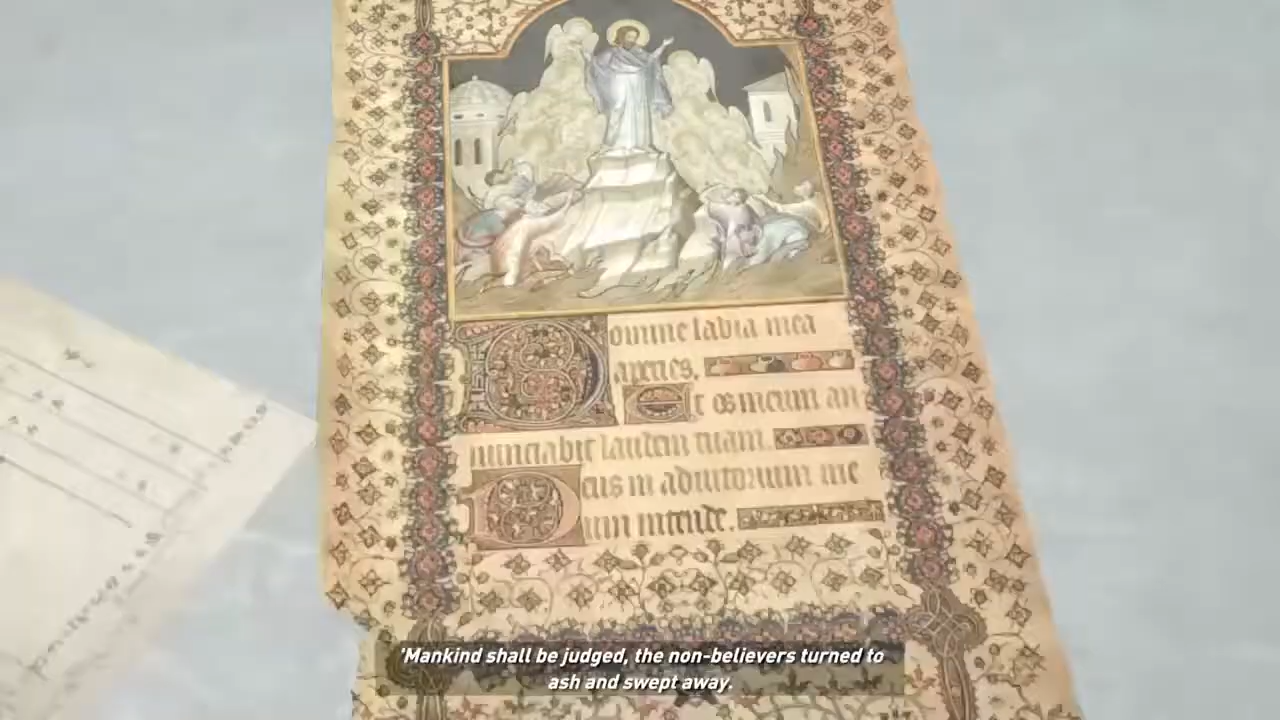 Domine labia mea
aperies.
Et os meum an
nunciabit laudem tuam.
Deus in adiutorium me
um intende.
'Mankind shall be judged, the non-believers turned to
ash and swept away.